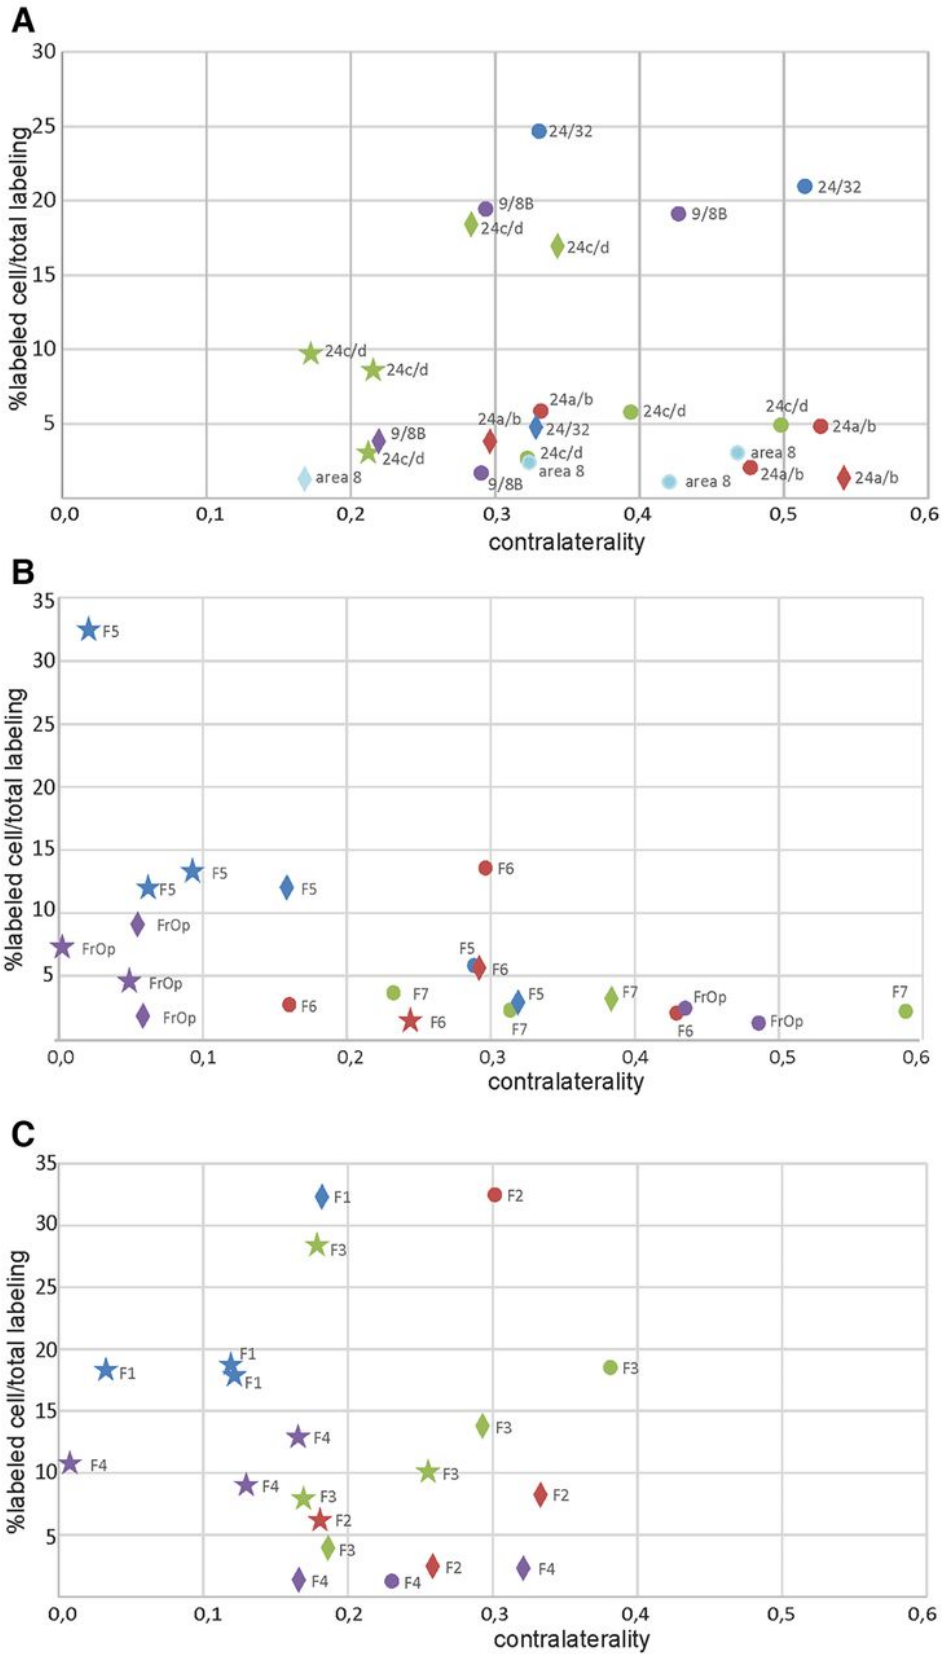 A
30
25
20
15
10
5
%labeled cell/total labeling
24/32
24/32
9/8B
9/8B
24c/d
24c/d
24c/d
24c/d
24a/b
24c/d
24c/d
24a/b
24a/b
24/32
9/8B
24c/d
24c/d
area 8
area 8
area 8
9/8B
area 8
24a/b
24a/b
0,0 0,1 0,2 0,3 0,4 0,5 0,6
contralaterality
B
35
30
25
20
15
10
5
%labeled cell/total labeling
F5
F5
F5
F5
F6
FrOp
FrOp
F5
F6
FrOp
F7
F5
F7
FrOp
F7
F6
FrOp
F6
F7
F6
FrOp
0,0 0,1 0,2 0,3 0,4 0,5 0,6
contralaterality
C
35
30
25
20
15
10
5
%labeled cell/total labeling
F1
F2
F3
F1
F1
F1
F3
F3
F4
F4
F3
F4
F3
F2
F2
F3
F2
F4
F4
F4
0,0 0,1 0,2 0,3 0,4 0,5 0,6
contralaterality